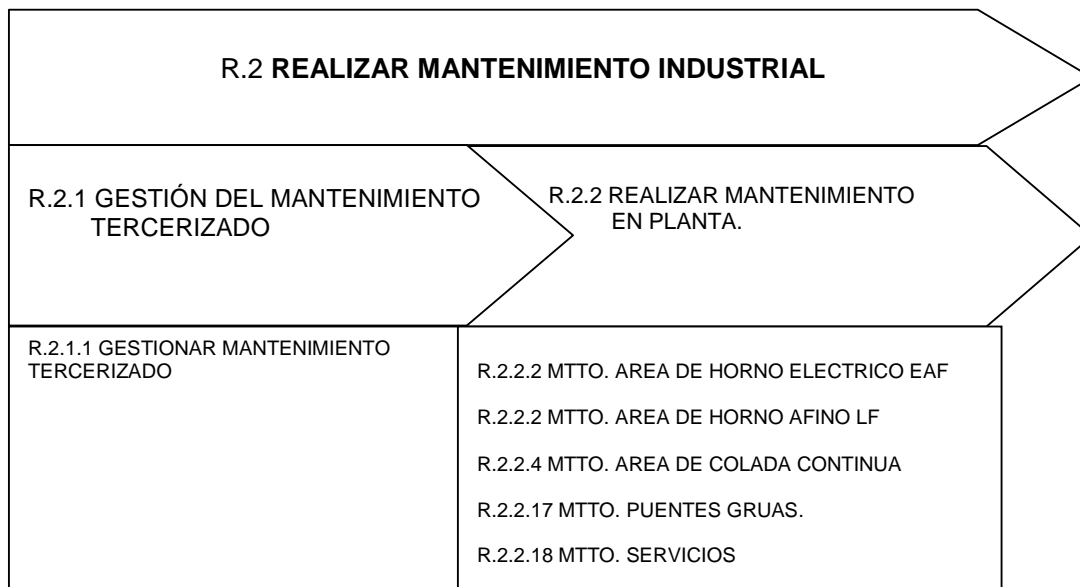 R.2 REALIZAR MANTENIMIENTO INDUSTRIAL
R.2.1 GESTIÓN DEL MANTENIMIENTO
TERCERIZADO
R.2.2 REALIZAR MANTENIMIENTO
EN PLANTA.
R.2.1.1 GESTIONAR MANTENIMIENTO
TERCERIZADO
R.2.2.2 MTTO. AREA DE HORNO ELECTRICO EAF
R.2.2.2 MTTO. AREA DE HORNO AFINO LF
R.2.2.4 MTTO. AREA DE COLADA CONTINUA
R.2.2.17 MTTO. PUENTES GRUAS.
R.2.2.18 MTTO. SERVICIOS